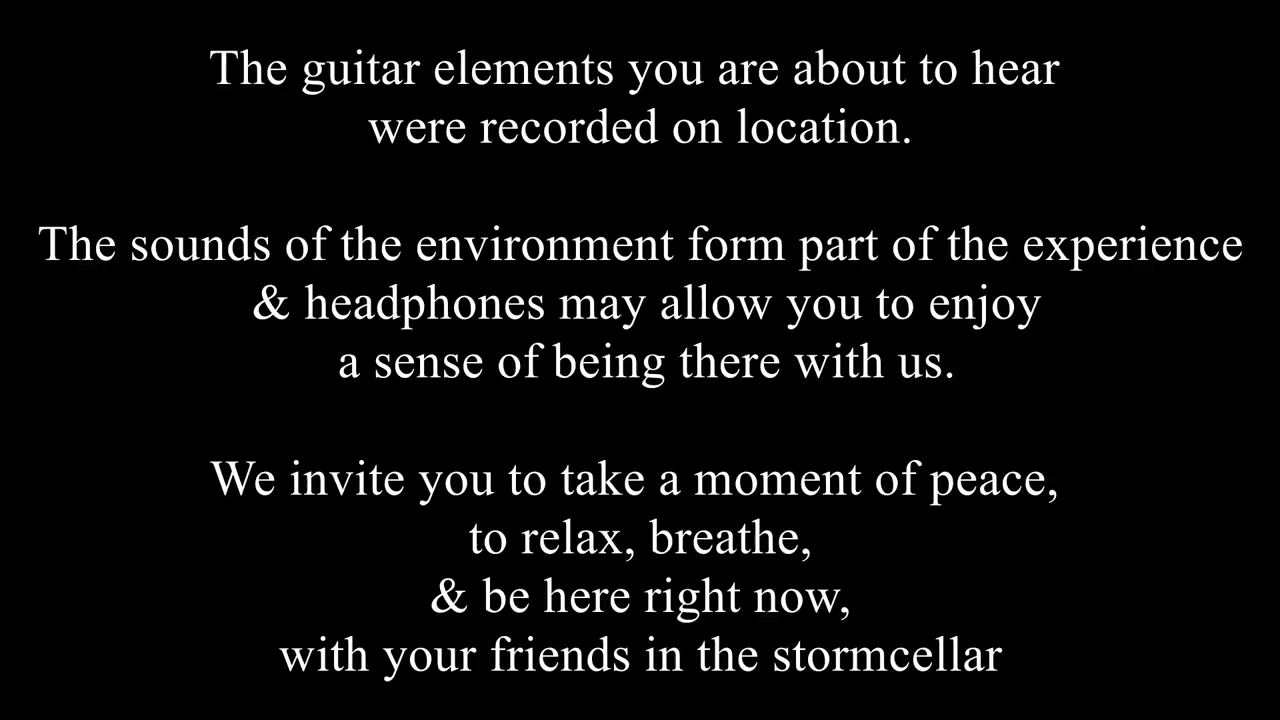 The guitar elements you are about to hear
were recorded on location.
The sounds of the environment form part of the experience
& headphones may allow you to enjoy
a sense of being there with us.
We invite you to take a moment of peace,
to relax, breathe,
& be here right now,
with your friends in the stormcellar